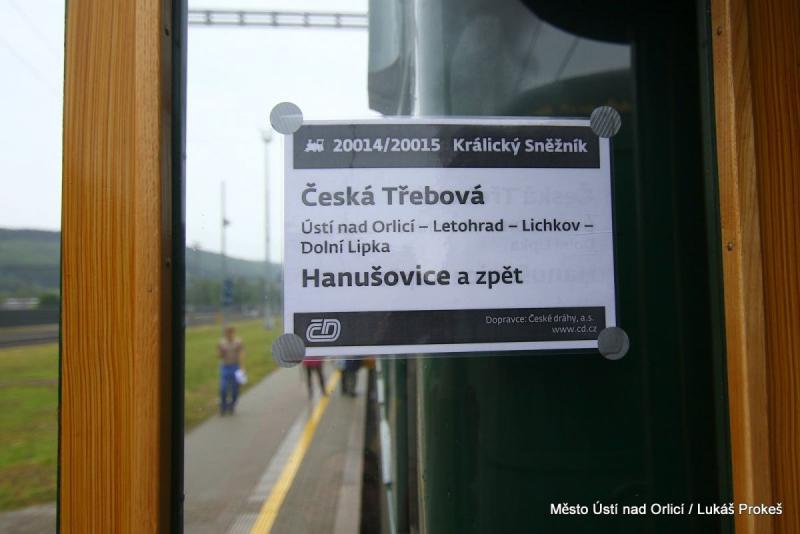 20014/20015 Králický Sněžník
Česká Třebová
Ústí nad Orlicí – Letohrad – Lichkov –
Dolní Lipka
Hanušovice a zpět
ČD
Dopravce: České dráhy, a.s.
www.cd.cz
Město Ústí nad Orlicí / Lukáš Prokeš